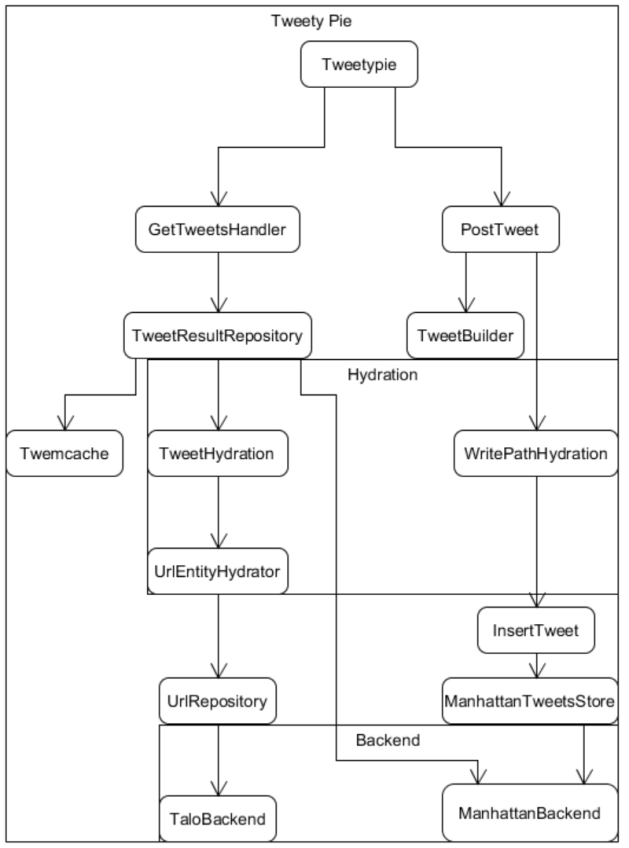 Tweety Pie
Tweetypie
GetTweetsHandler
PostTweet
TweetResultRepository
TweetBuilder
Hydration
Twemcache
TweetHydration
WritePathHydration
UrlEntityHydrator
InsertTweet
UrlRepository
ManhattanTweetsStore
Backend
TaloBackend
ManhattanBackend